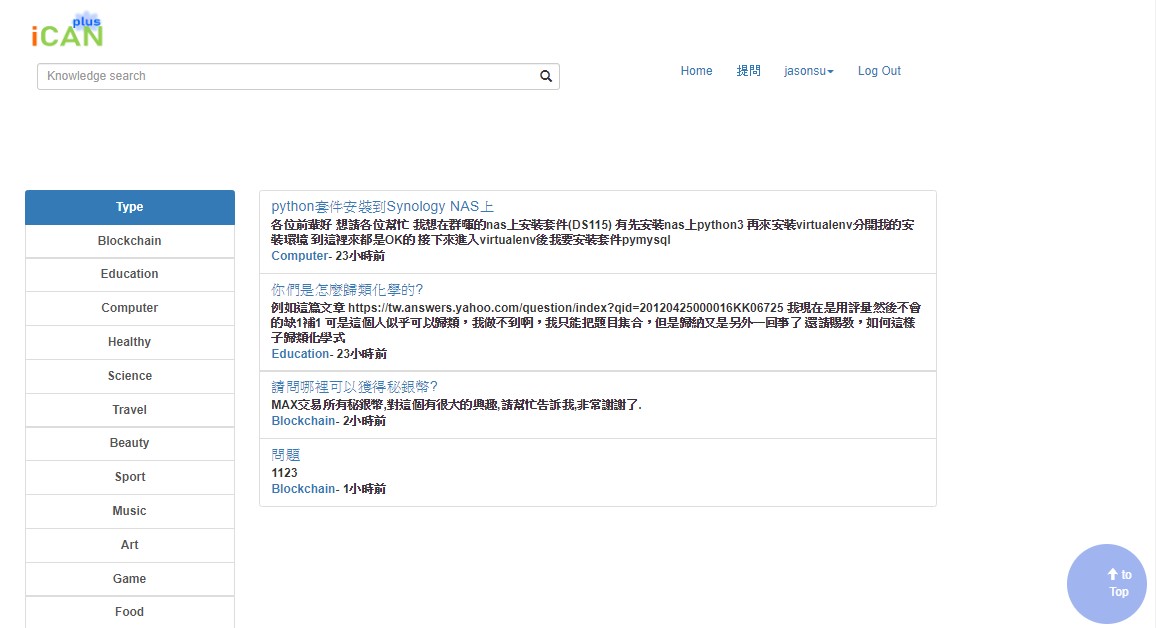 plus
iCAN
Knowledge search
Home 提問 jasonsu Log Out
Type
Blockchain
Education
Computer
Healthy
Science
Travel
Beauty
Sport
Music
Art
Game
Food
python套件安裝到Synology NAS上
各位前輩好 想請各位幫忙 我想在群暉的nas上安裝套件(DS115) 有先安裝nas上python3 再來安裝virtualenv分開我的安
裝環境 到這裡來都是OK的 接下來進入virtualenv後我要安裝套件pymysql
Computer- 23小時前
你們是怎麼歸類化學的?
例如這篇文章 https://tw.answers.yahoo.com/question/index?qid=20120425000016KK06725 我現在是用評量然後不會
的缺1補1 可是這個人似乎可以歸類，我做不到啊，我只能把題目集合，但是歸納又是另外一回事了 還請賜教，如何這樣
子歸類化學式
Education- 23小時前
請問哪裡可以獲得秘銀幣?
MAX交易所有秘銀幣,對這個有很大的興趣,請幫忙告訴我,非常謝謝了.
Blockchain- 2小時前
問題
1123
Blockchain- 1小時前
to
Top